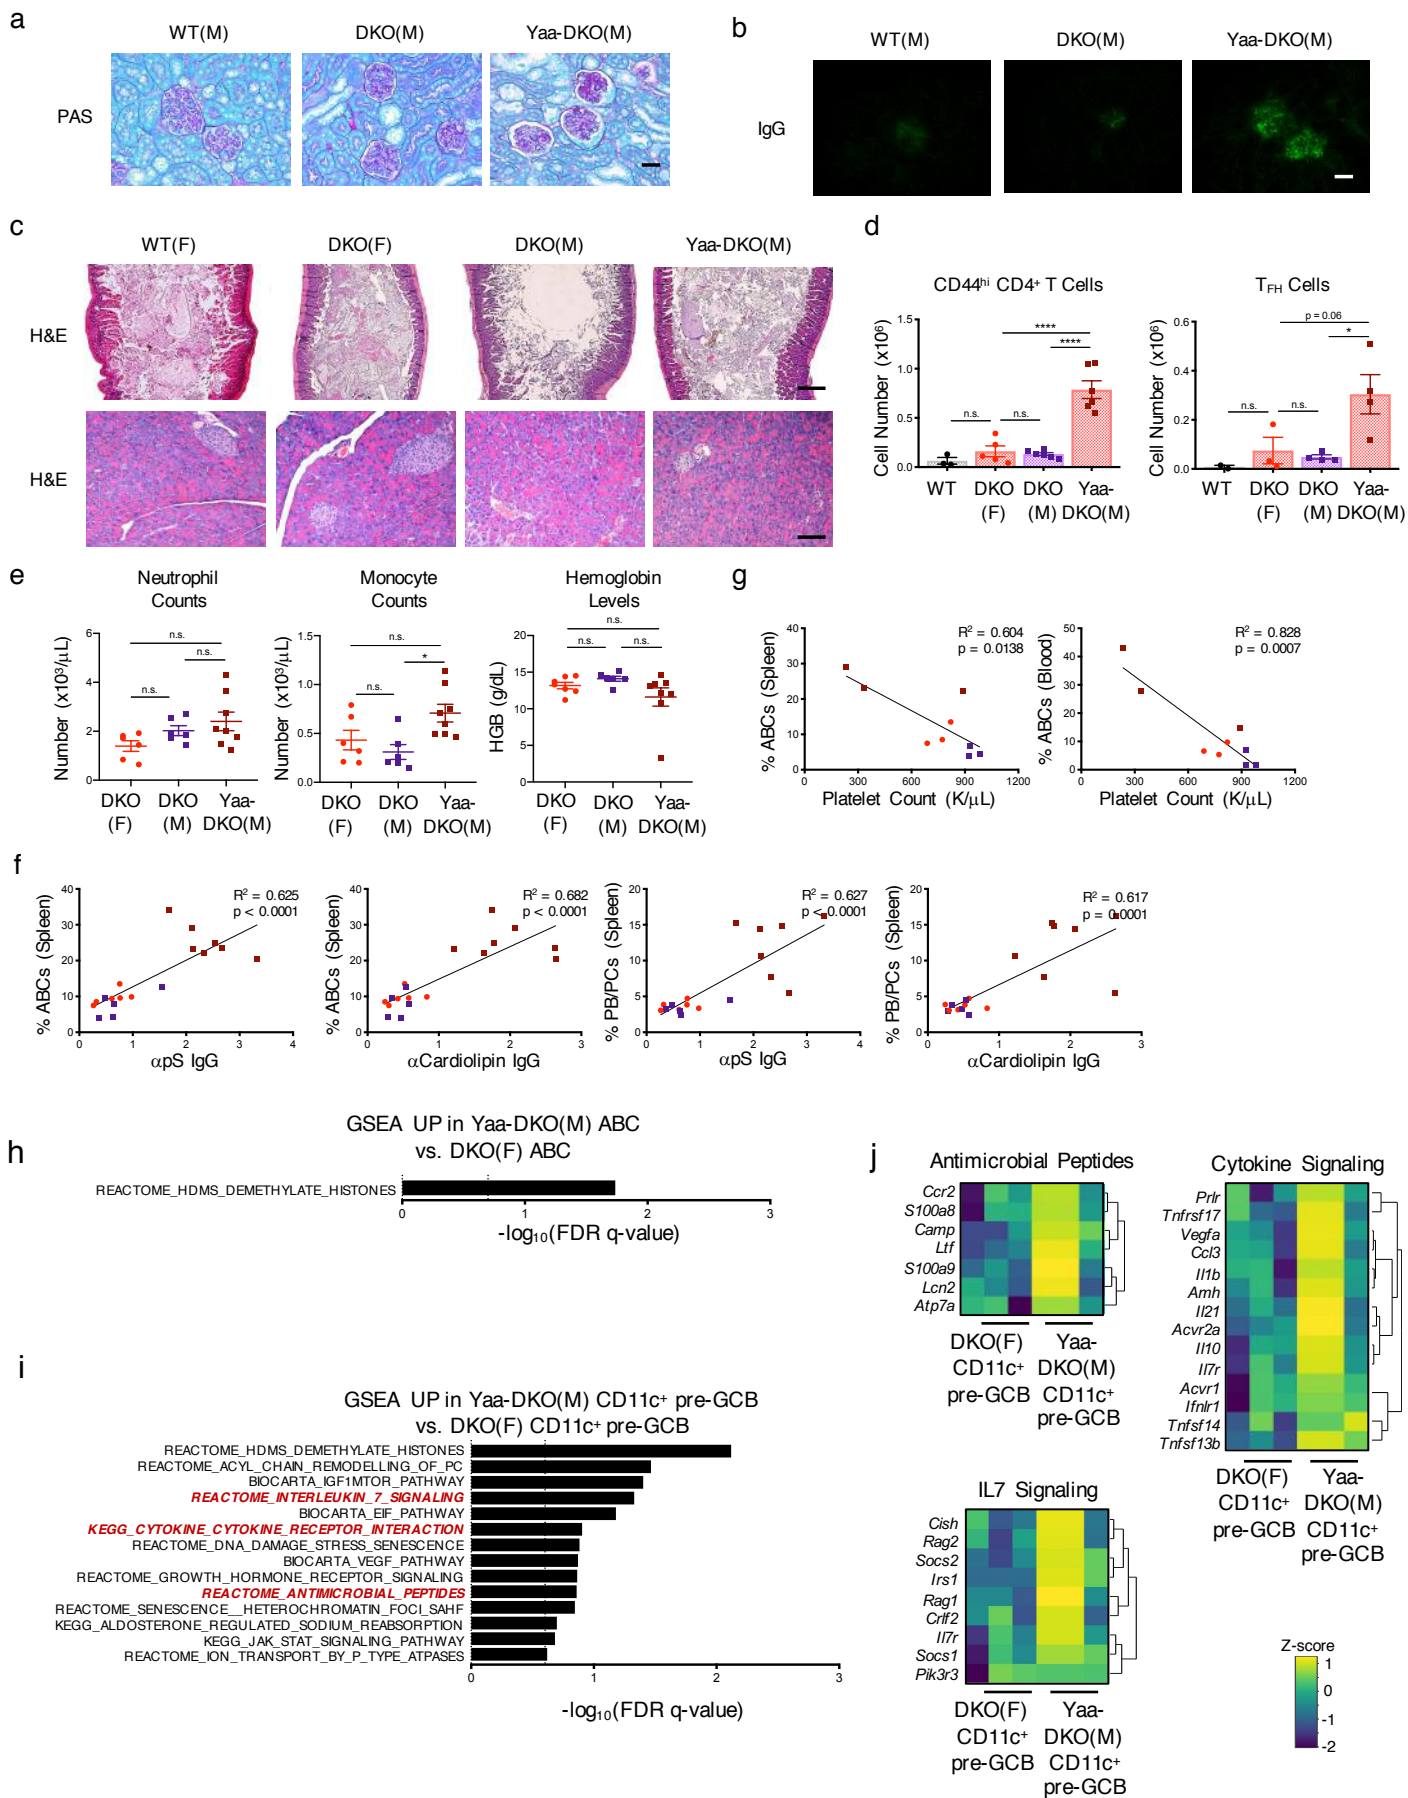 a
WT(M)
DKO(M)
Yaa-DKO(M)
PAS
b
WT(M)
DKO(M)
Yaa-DKO(M)
IgG
c
WT(F)
DKO(F)
DKO(M)
Yaa-DKO(M)
H&E
H&E
d
CD44hi CD4+ T Cells
Cell Number (x10⁶)
1.5
1.0
0.5
0.0
n.s.
n.s.
****
****
WT
DKO
(F)
DKO
(M)
Yaa-
DKO(M)
TFH Cells
Cell Number (x10⁶)
0.6
0.4
0.2
0.0
n.s.
n.s.
p = 0.06
*
WT
DKO
(F)
DKO
(M)
Yaa-
DKO(M)
e
Neutrophil
Counts
Number (x10³/μL)
6
4
2
0
n.s.
n.s.
n.s.
DKO
(F)
DKO
(M)
Yaa-
DKO(M)
Monocyte
Counts
Number (x10³/μL)
1.5
1.0
0.5
0.0
n.s.
*
n.s.
DKO
(F)
DKO
(M)
Yaa-
DKO(M)
Hemoglobin
Levels
HGB (g/dL)
20
15
10
5
0
n.s.
n.s.
n.s.
DKO
(F)
DKO
(M)
Yaa-
DKO(M)
g
% ABCs (Spleen)
40
30
20
10
0
R² = 0.604
p = 0.0138
0 300 600 900 1200
Platelet Count (K/μL)
% ABCs (Blood)
50
40
30
20
10
0
R² = 0.828
p = 0.0007
0 300 600 900 1200
Platelet Count (K/μL)
f
% ABCs (Spleen)
40
30
20
10
0
R² = 0.625
p < 0.0001
0 1 2 3 4
αpS IgG
% ABCs (Spleen)
40
30
20
10
0
R² = 0.682
p < 0.0001
0 1 2 3
αCardiolipin IgG
% PB/PCs (Spleen)
20
15
10
5
0
R² = 0.627
p < 0.0001
0 1 2 3 4
αpS IgG
% PB/PCs (Spleen)
20
15
10
5
0
R² = 0.617
p = 0.0001
0 1 2 3
αCardiolipin IgG
h
GSEA UP in Yaa-DKO(M) ABC
vs. DKO(F) ABC
REACTOME_HDMS_DEMETHYLATE_HISTONES
0 1 2 3
-log₁₀(FDR q-value)
i
GSEA UP in Yaa-DKO(M) CD11c+ pre-GCB
vs. DKO(F) CD11c+ pre-GCB
REACTOME_HDMS_DEMETHYLATE_HISTONES
REACTOME_ACYL_CHAIN_REMODELLING_OF_PC
BIOCARTA_IGF1MTOR_PATHWAY
REACTOME_INTERLEUKIN_7_SIGNALING
BIOCARTA_EIF_PATHWAY
KEGG_CYTOKINE_CYTOKINE_RECEPTOR_INTERACTION
REACTOME_DNA_DAMAGE_STRESS_SENESCENCE
BIOCARTA_VEGF_PATHWAY
REACTOME_GROWTH_HORMONE_RECEPTOR_SIGNALING
REACTOME_ANTIMICROBIAL_PEPTIDES
REACTOME_SENESCENCE__HETEROCHROMATIN_FOCI_SAHF
KEGG_ALDOSTERONE_REGULATED_SODIUM_REABSORPTION
KEGG_JAK_STAT_SIGNALING_PATHWAY
REACTOME_ION_TRANSPORT_BY_P_TYPE_ATPASES
0 1 2 3
-log₁₀(FDR q-value)
j
Antimicrobial Peptides
Ccr2
S100a8
Camp
Ltf
S100a9
Lcn2
Atp7a
DKO(F)
CD11c+
pre-GCB
Yaa-
DKO(M)
CD11c+
pre-GCB
Cytokine Signaling
Prlr
Tnfrsf17
Vegfa
Ccl3
Il1b
Amh
Il21
Acvr2a
Il10
Il7r
Acvr1
Ifnlr1
Tnfsf14
Tnfsf13b
DKO(F)
CD11c+
pre-GCB
Yaa-
DKO(M)
CD11c+
pre-GCB
IL7 Signaling
Cish
Rag2
Socs2
Irs1
Rag1
Crlf2
Il7r
Socs1
Pik3r3
DKO(F)
CD11c+
pre-GCB
Yaa-
DKO(M)
CD11c+
pre-GCB
Z-score
1
0
-1
-2